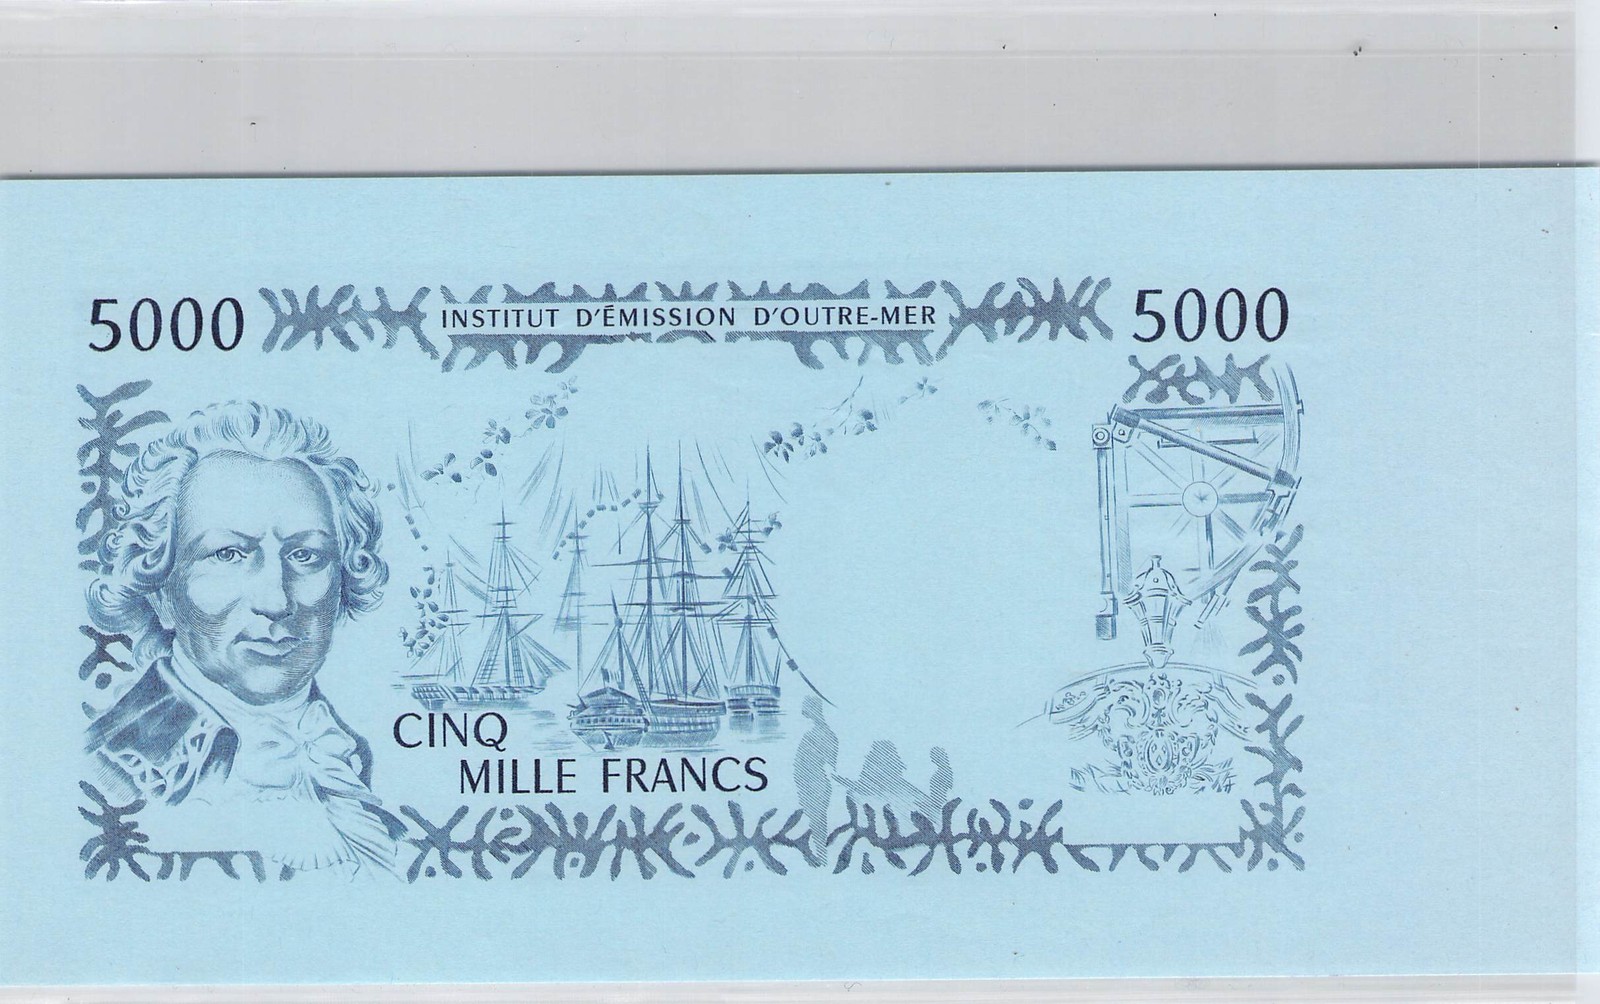 5000 INSTITUT D'ÉMISSION D'OUTRE-MER 5000
CINQ
MILLE FRANCS